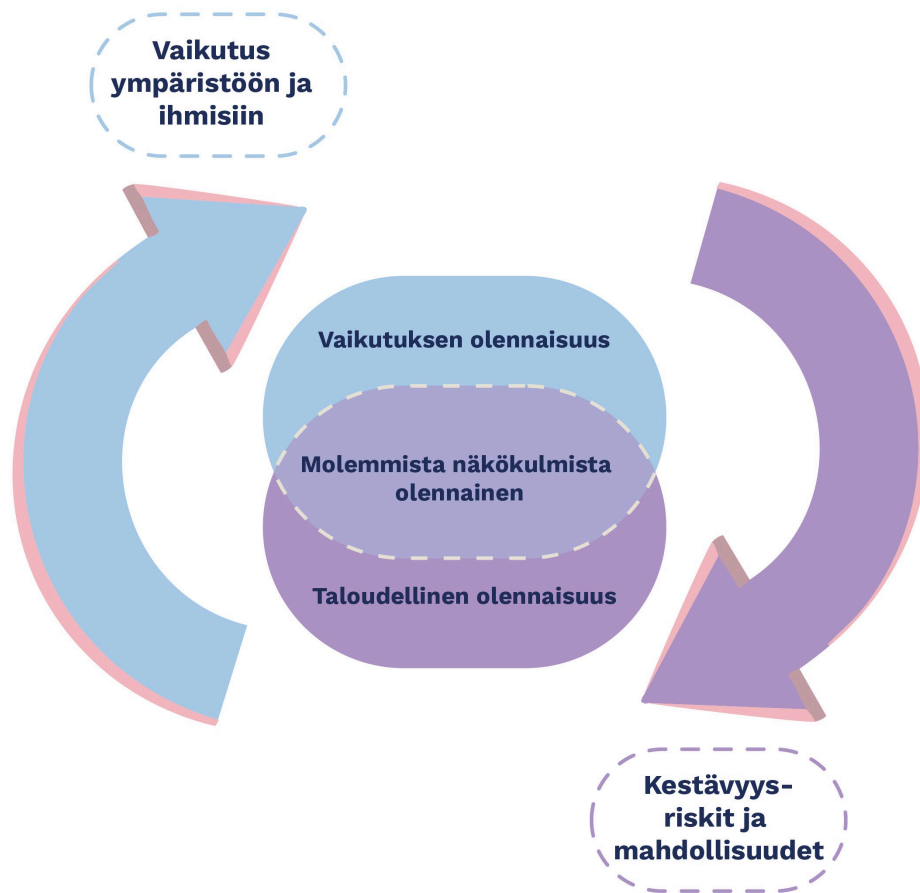 Vaikutus
ympäristöön ja
ihmisiin
Vaikutuksen olennaisuus
Molemmista näkökulmista
olennainen
Taloudellinen olennaisuus
Kestävyys-
riskit ja
mahdollisuudet